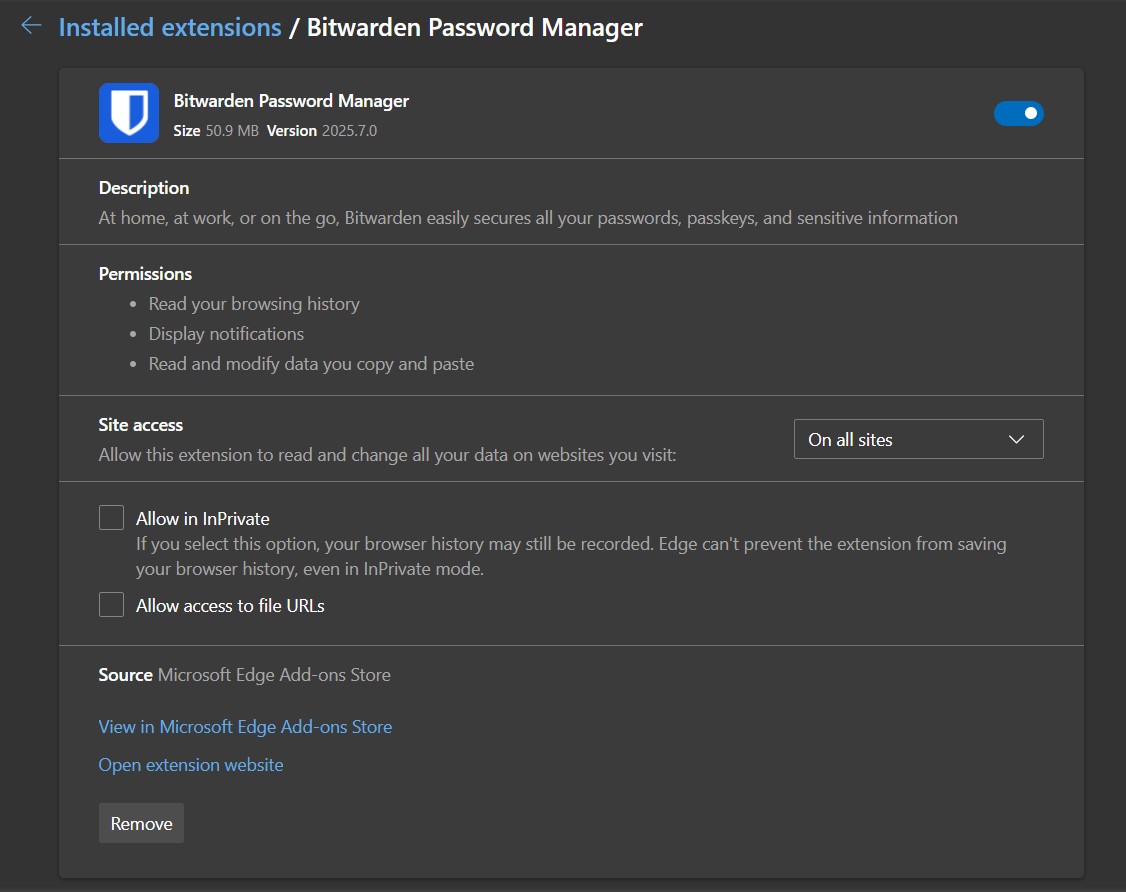 Installed extensions / Bitwarden Password Manager
Bitwarden Password Manager
Size 50.9 MB Version 2025.7.0
Description
At home, at work, or on the go, Bitwarden easily secures all your passwords, passkeys, and sensitive information
Permissions
• Read your browsing history
• Display notifications
• Read and modify data you copy and paste
Site access
Allow this extension to read and change all your data on websites you visit:
On all sites
Allow in InPrivate
If you select this option, your browser history may still be recorded. Edge can't prevent the extension from saving
your browser history, even in InPrivate mode.
Allow access to file URLs
Source Microsoft Edge Add-ons Store
View in Microsoft Edge Add-ons Store
Open extension website
Remove